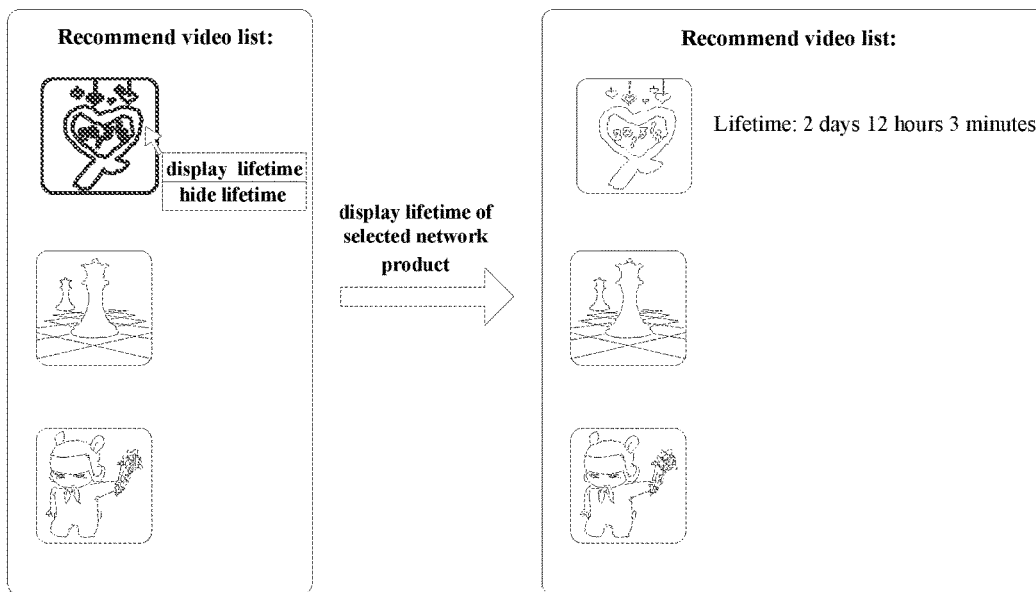 Recommend video list:
display lifetime
hide lifetime
display lifetime of
selected network
product
Recommend video list:
Lifetime: 2 days 12 hours 3 minutes